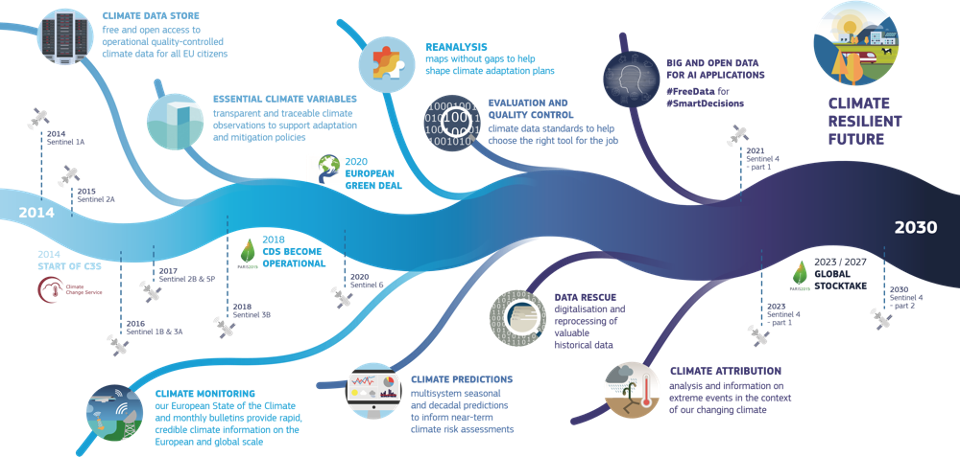 CLIMATE DATA STORE
free and open access to
operational quality-controlled
climate data for all EU citizens
REANALYSIS
maps without gaps to help
shape climate adaptation plans
BIG AND OPEN DATA
FOR AI APPLICATIONS
#FreeData for
#SmartDecisions
CLIMATE
RESILIENT
FUTURE
ESSENTIAL CLIMATE VARIABLES
transparent and traceable climate
observations to support adaptation
and mitigation policies
EVALUATION AND
QUALITY CONTROL
climate data standards to help
choose the right tool for the job
2014
Sentinel 1A
2015
Sentinel 2A
2020
EUROPEAN
GREEN DEAL
2021
Sentinel 4
- part 1
2014
2030
2014
START OF C3S
Climate
Change Service
2017
Sentinel 2B & 5P
2016
Sentinel 1B & 3A
2018
Sentinel 3B
PARIS2015
2018
CDS BECOME
OPERATIONAL
2020
Sentinel 6
DATA RESCUE
digitalisation and
reprocessing of
valuable
historical data
2023
Sentinel 4
- part 1
PARIS2015
2023 / 2027
GLOBAL
STOCKTAKE
2030
Sentinel 4
- part 2
CLIMATE MONITORING
our European State of the Climate
and monthly bulletins provide rapid,
credible climate information on the
European and global scale
CLIMATE PREDICTIONS
multisystem seasonal
and decadal predictions
to inform near-term
climate risk assessments
CLIMATE ATTRIBUTION
analysis and information on
extreme events in the context
of our changing climate